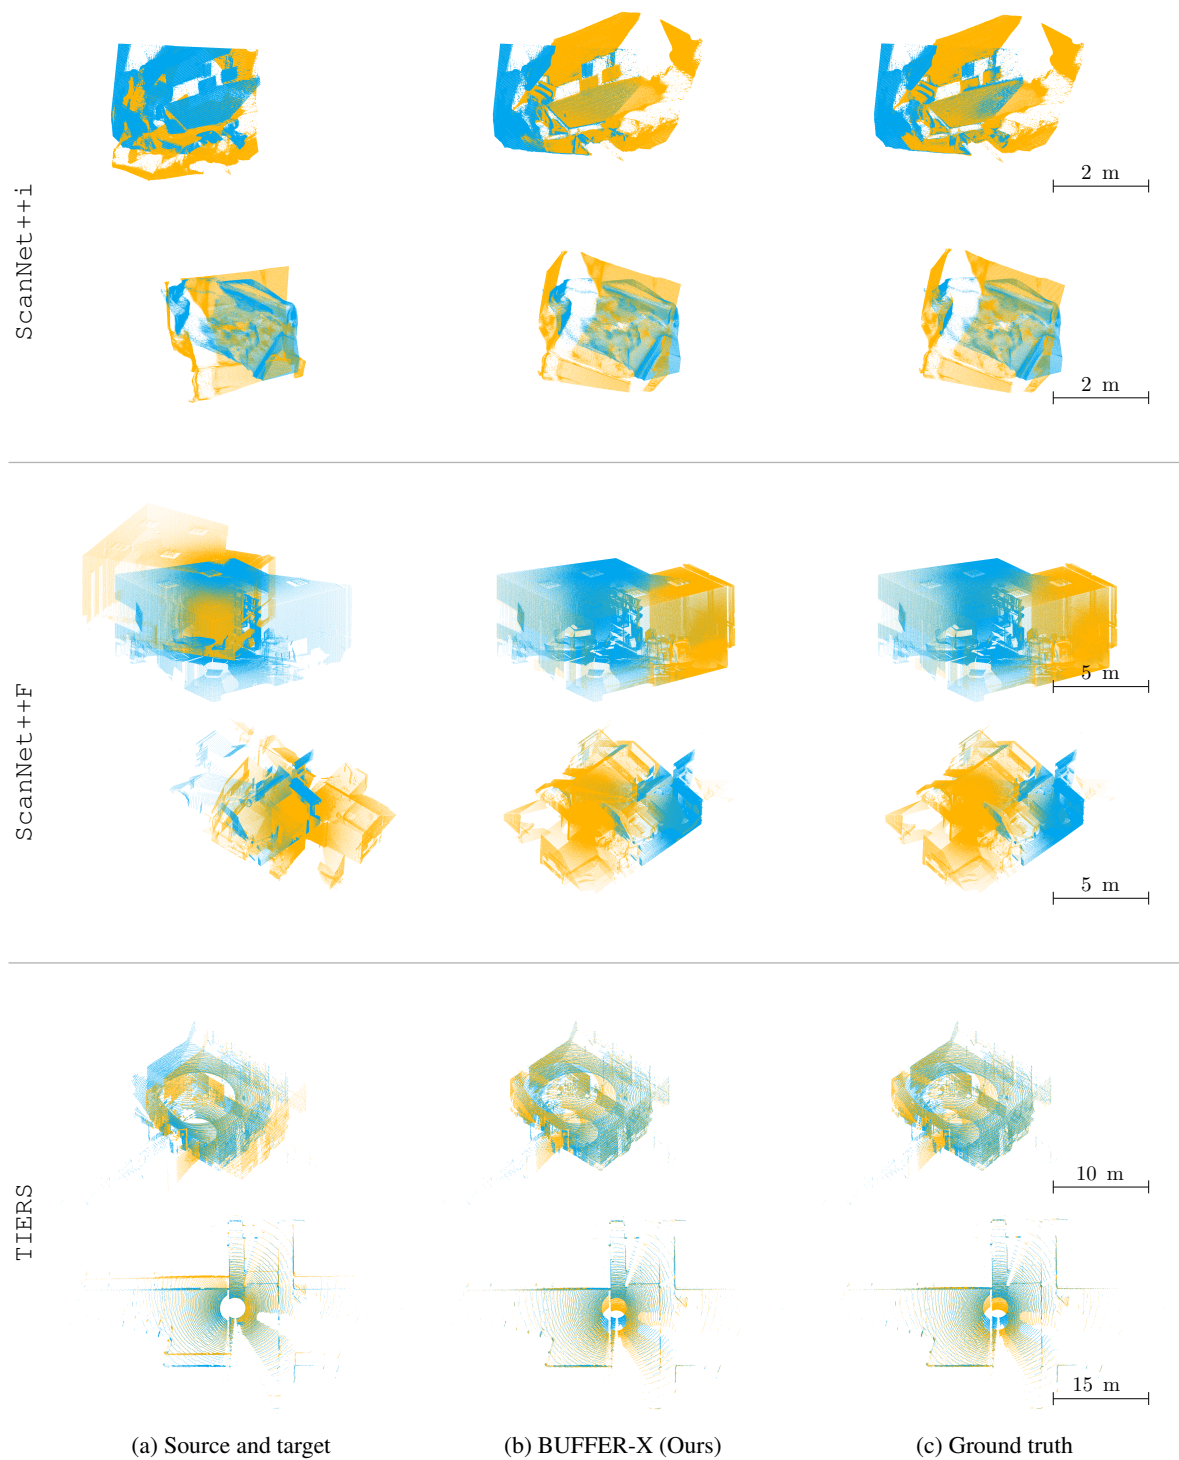 ScanNet++i
2 m
2 m
ScanNet++F
5 m
5 m
TIERS
10 m
15 m
(a) Source and target
(b) BUFFER-X (Ours)
(c) Ground truth